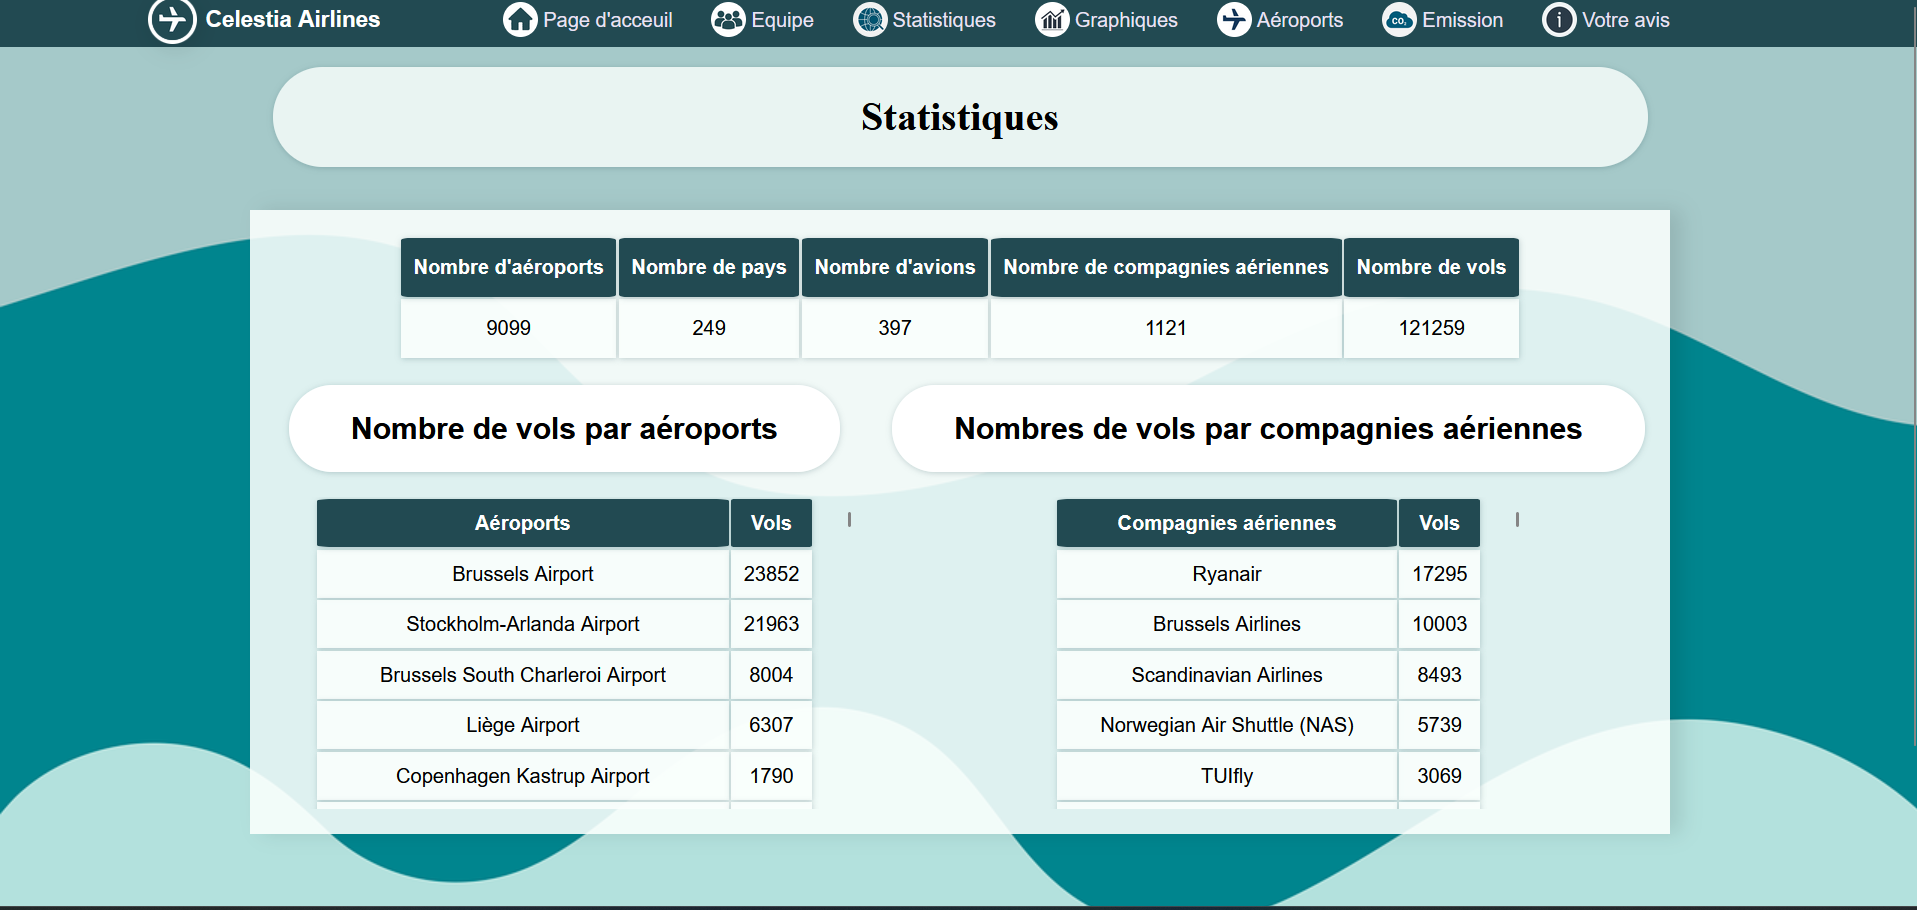 Celestia Airlines Page d'acceuil Equipe Statistiques Graphiques Aéroports CO₂ Emission i Votre avis
Statistiques
Nombre d'aéroports Nombre de pays Nombre d'avions Nombre de compagnies aériennes Nombre de vols
9099 249 397 1121 121259
Nombre de vols par aéroports Nombres de vols par compagnies aériennes
Aéroports Vols Compagnies aériennes Vols
Brussels Airport 23852 Ryanair 17295
Stockholm-Arlanda Airport 21963 Brussels Airlines 10003
Brussels South Charleroi Airport 8004 Scandinavian Airlines 8493
Liège Airport 6307 Norwegian Air Shuttle (NAS) 5739
Copenhagen Kastrup Airport 1790 TUIfly 3069